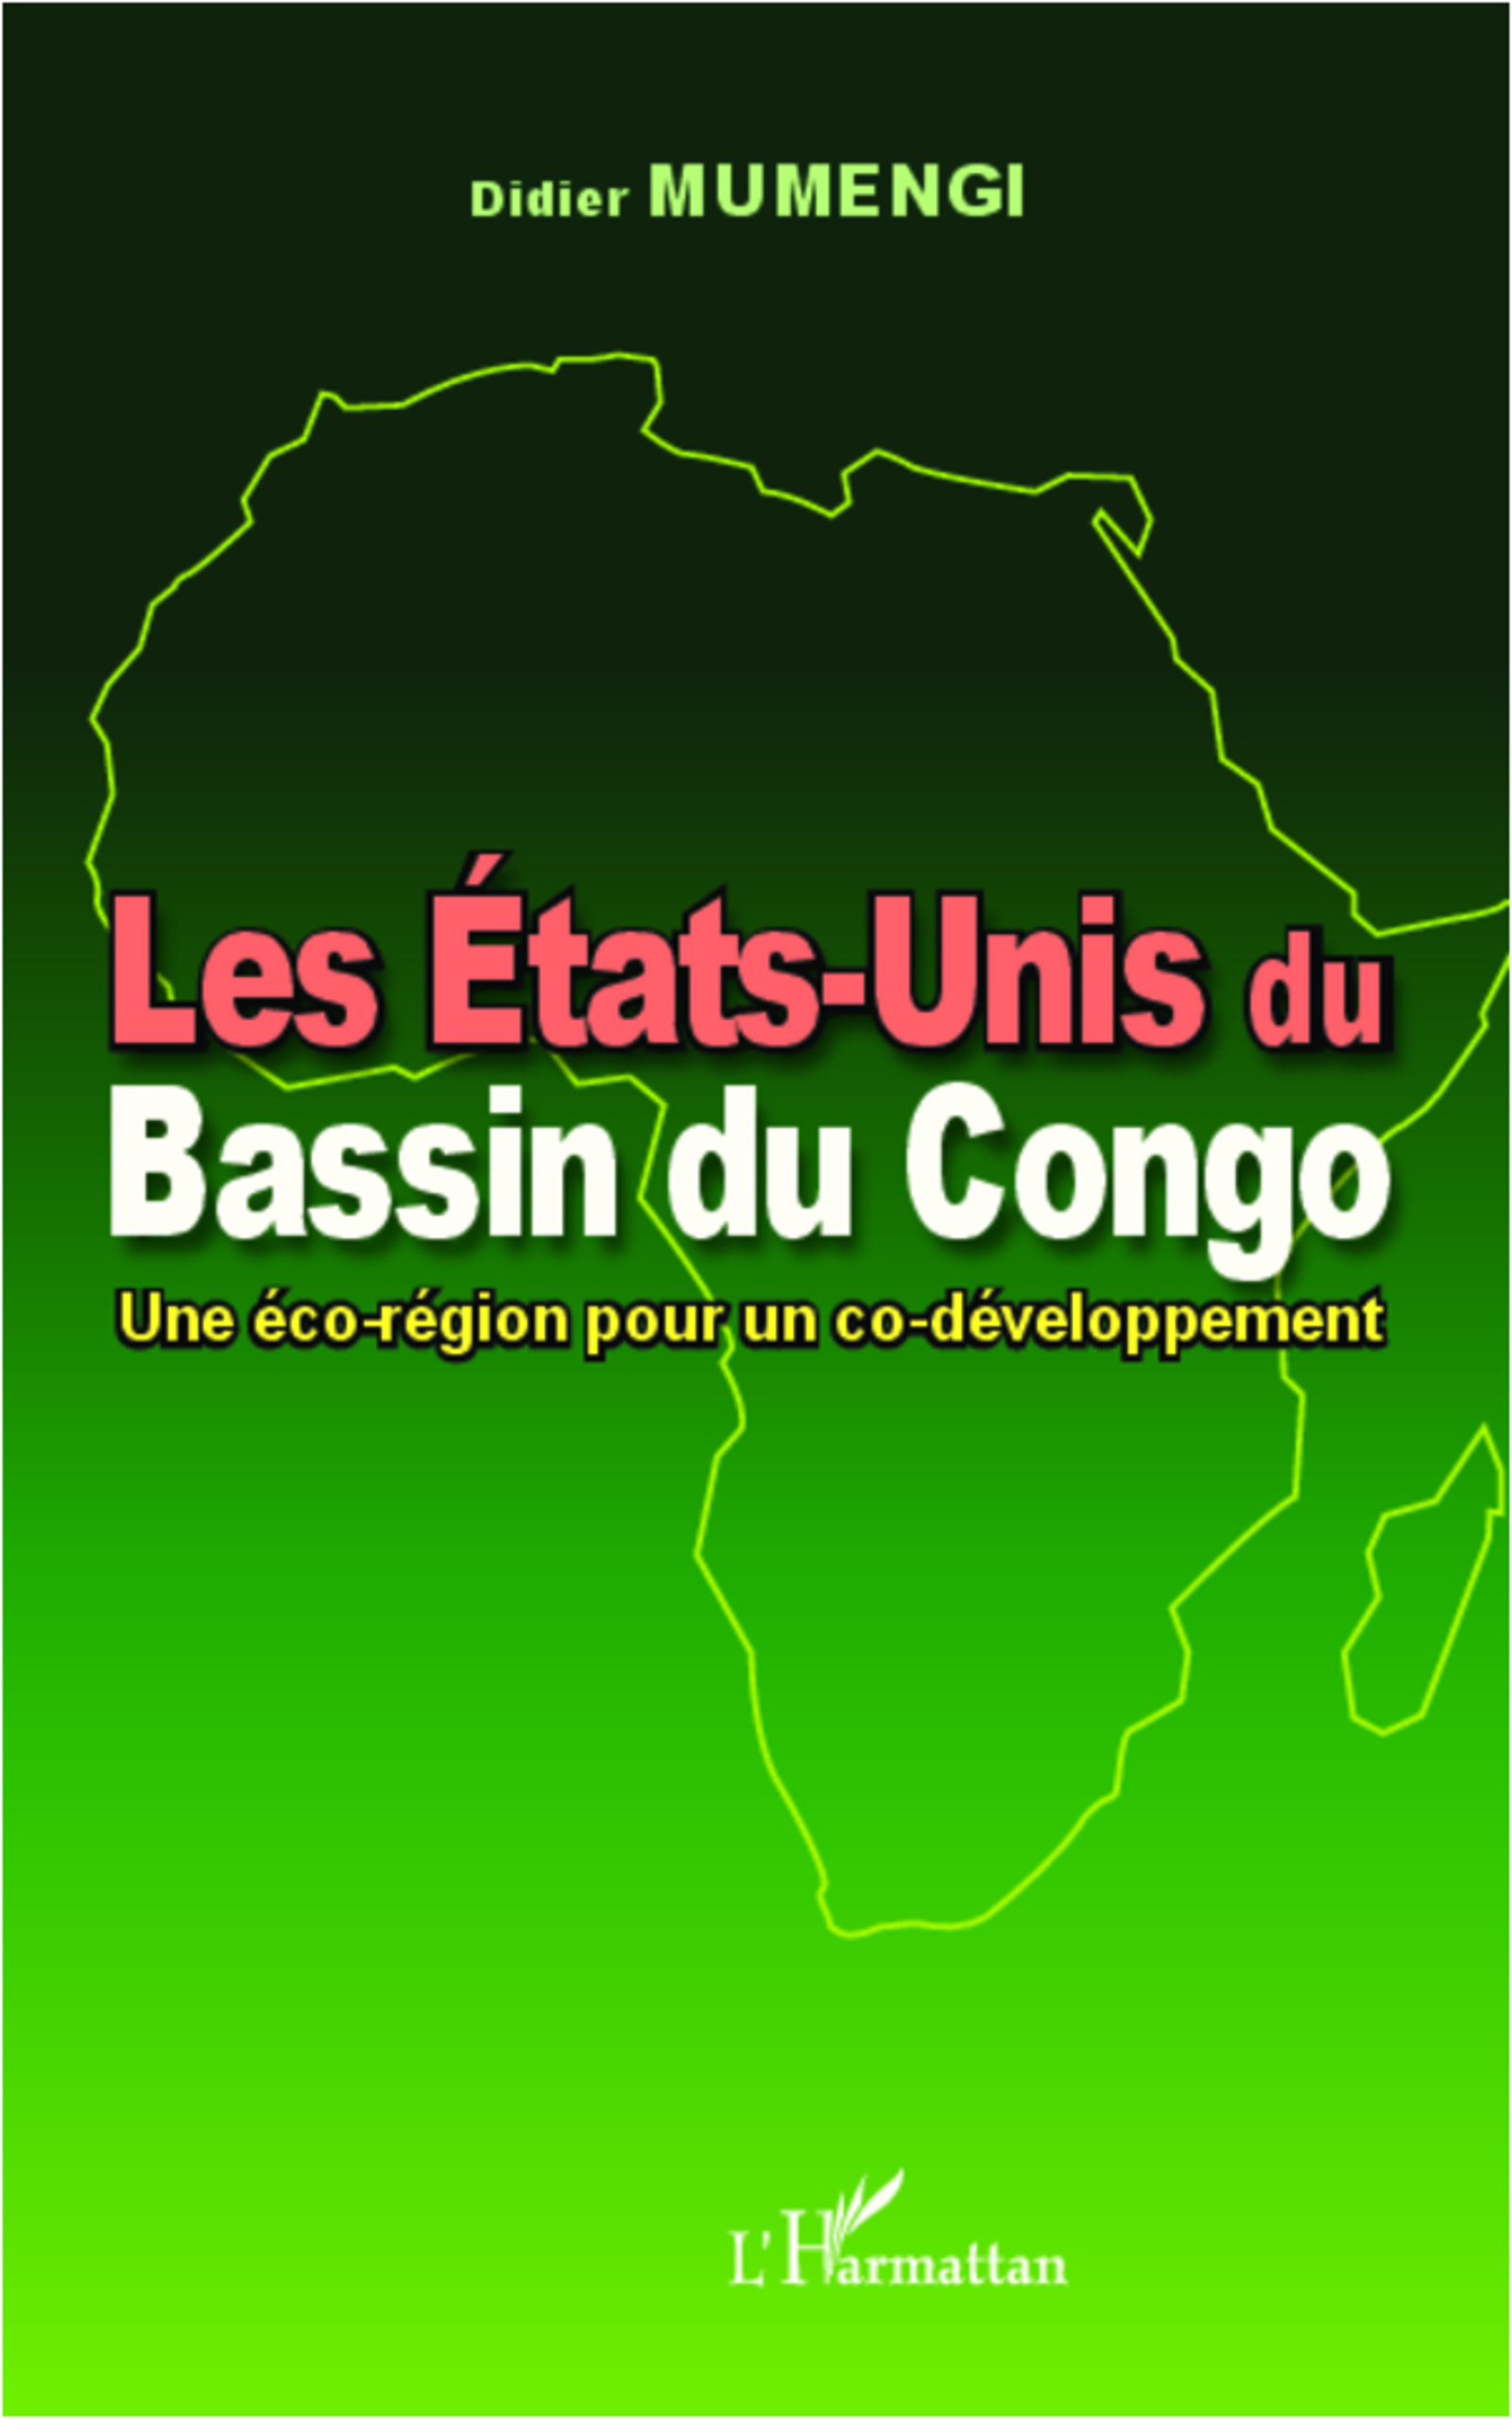 Didier MUMENGI
Les États-Unis du
Bassin du Congo
Une éco-région pour un co-développement
L'Harmattan